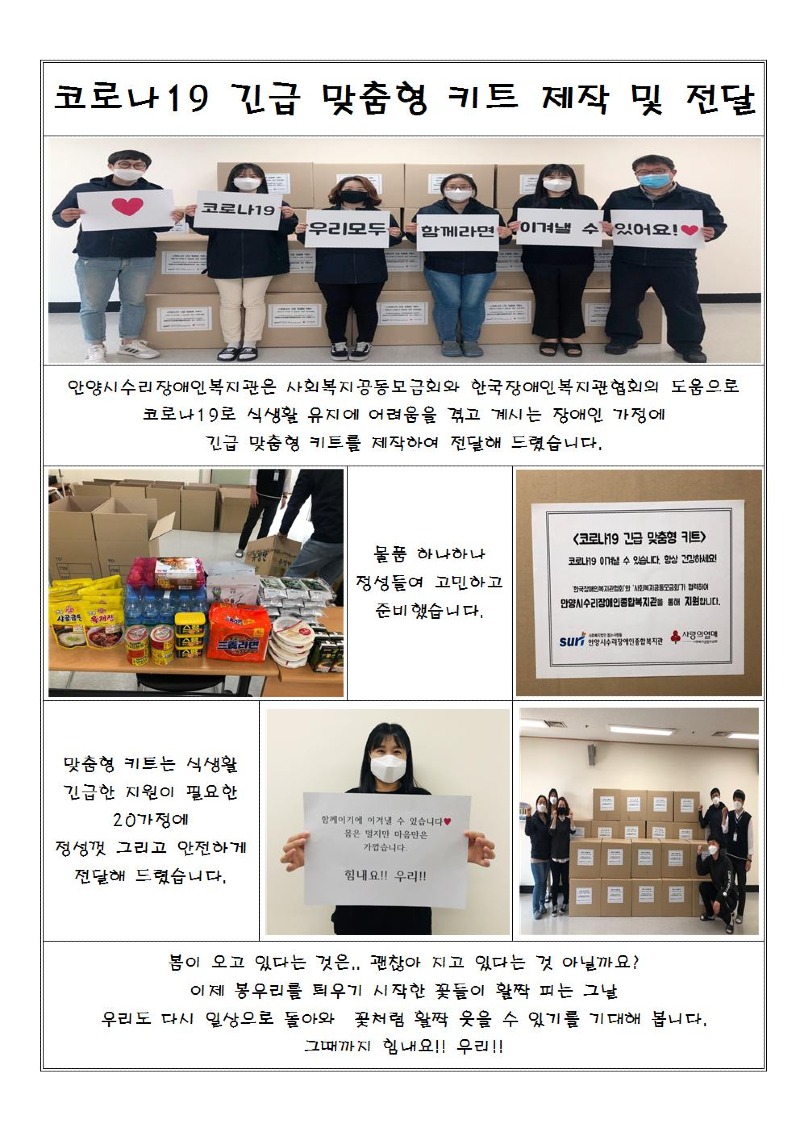 코로나19 긴급 맞춤형 키트 제작 및 전달
코로나19
우리모두
함께라면
이겨낼 수
있어요!
안양시수리장애인복지관은 사회복지공동모금회와 한국장애인복지관협회의 도움으로
코로나19로 식생활 유지에 어려움을 겪고 계시는 장애인 가정에
긴급 맞춤형 키트를 제작하여 전달해 드렸습니다.
사골곰탕
육개장
스팸
삼양라면
물품 하나하나
정성들여 고민하고
준비했습니다.
<코로나19 긴급 맞춤형 키트>
코로나19 이겨낼 수 있습니다. 항상 건강하세요!
'한국장애인복지관협회'와 '사회복지공동모금회'가 협력하여
안양시수리장애인종합복지관을 통해 지원합니다.
suri 안양시수리장애인종합복지관
사랑의열매
맞춤형 키트는 식생활
긴급한 지원이 필요한
20가정에
정성껏 그리고 안전하게
전달해 드렸습니다.
함께이기에 이겨낼 수 있습니다♥
몸은 멀지만 마음만은
가깝습니다.
힘내요!! 우리!!
봄이 오고 있다는 것은.. 괜찮아 지고 있다는 것 아닐까요?
이제 봉우리를 틔우기 시작한 꽃들이 활짝 피는 그날
우리도 다시 일상으로 돌아와 꽃처럼 활짝 웃을 수 있기를 기대해 봅니다.
그때까지 힘내요!! 우리!!